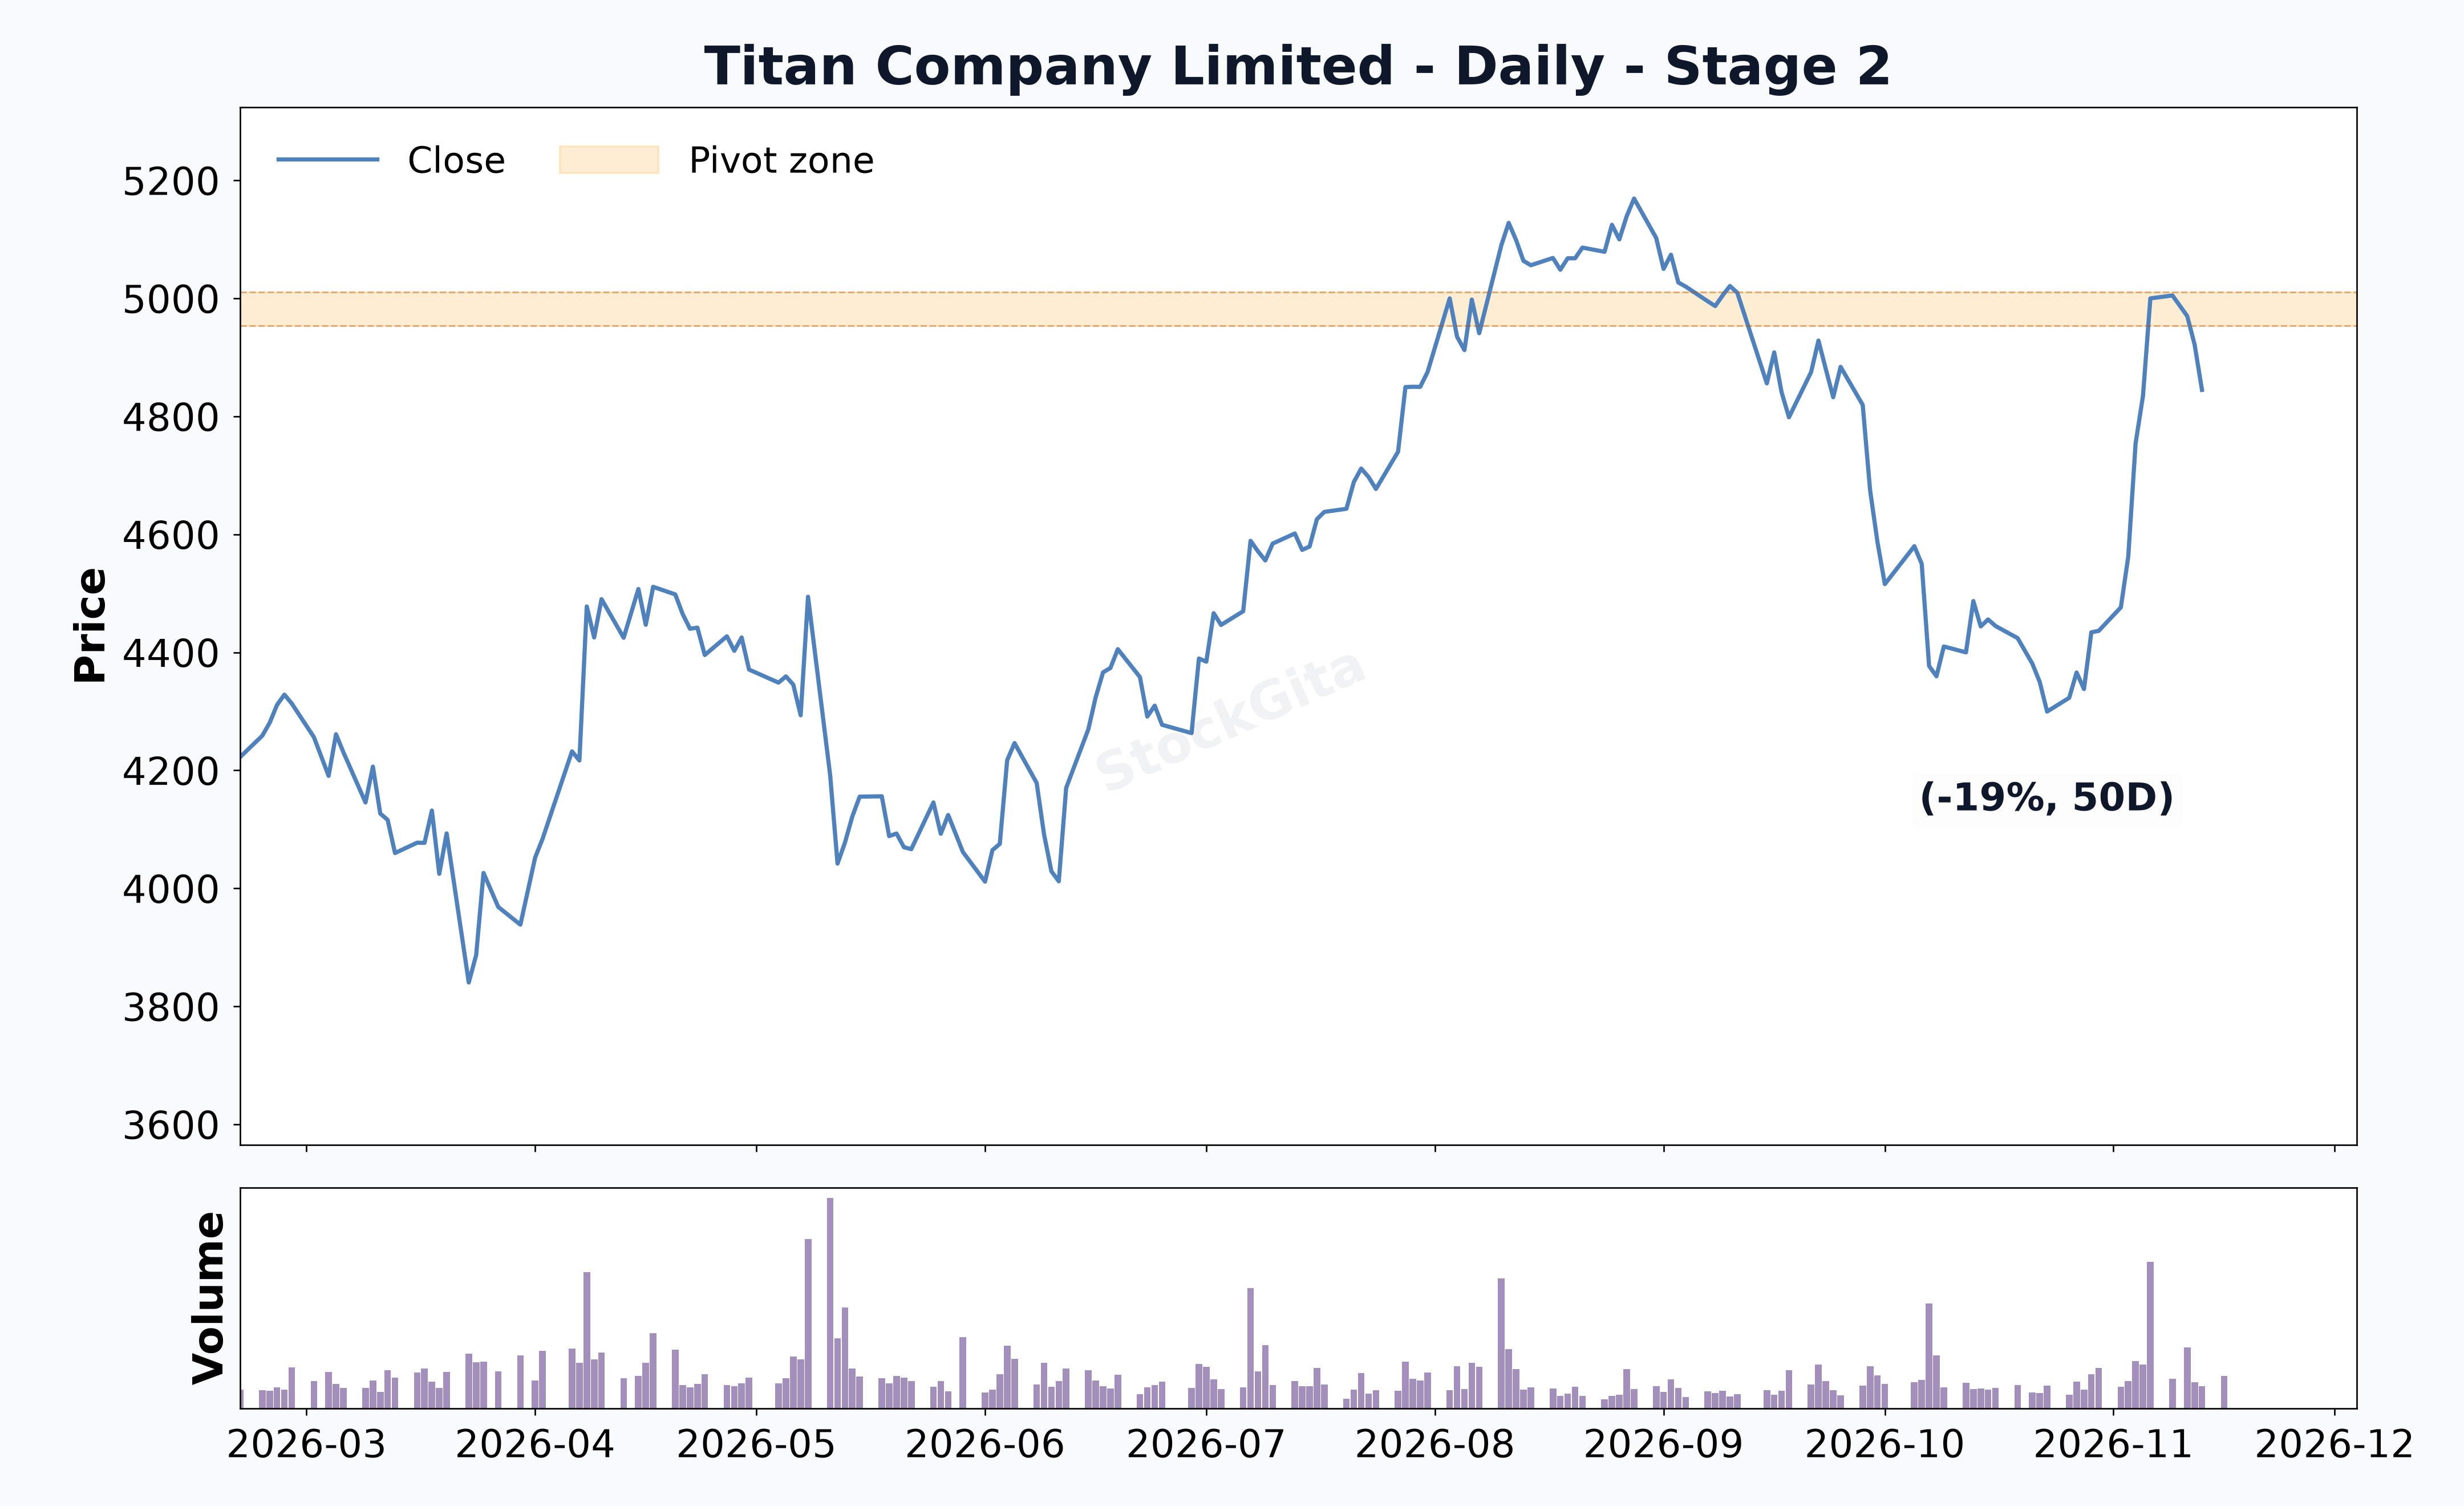 Titan Company Limited - Daily - Stage 2
Close
Pivot zone
Price
5200
5000
4800
4600
4400
4200
4000
3800
3600
StockGita
(-19%, 50D)
Volume
2026-03
2026-04
2026-05
2026-06
2026-07
2026-08
2026-09
2026-10
2026-11
2026-12